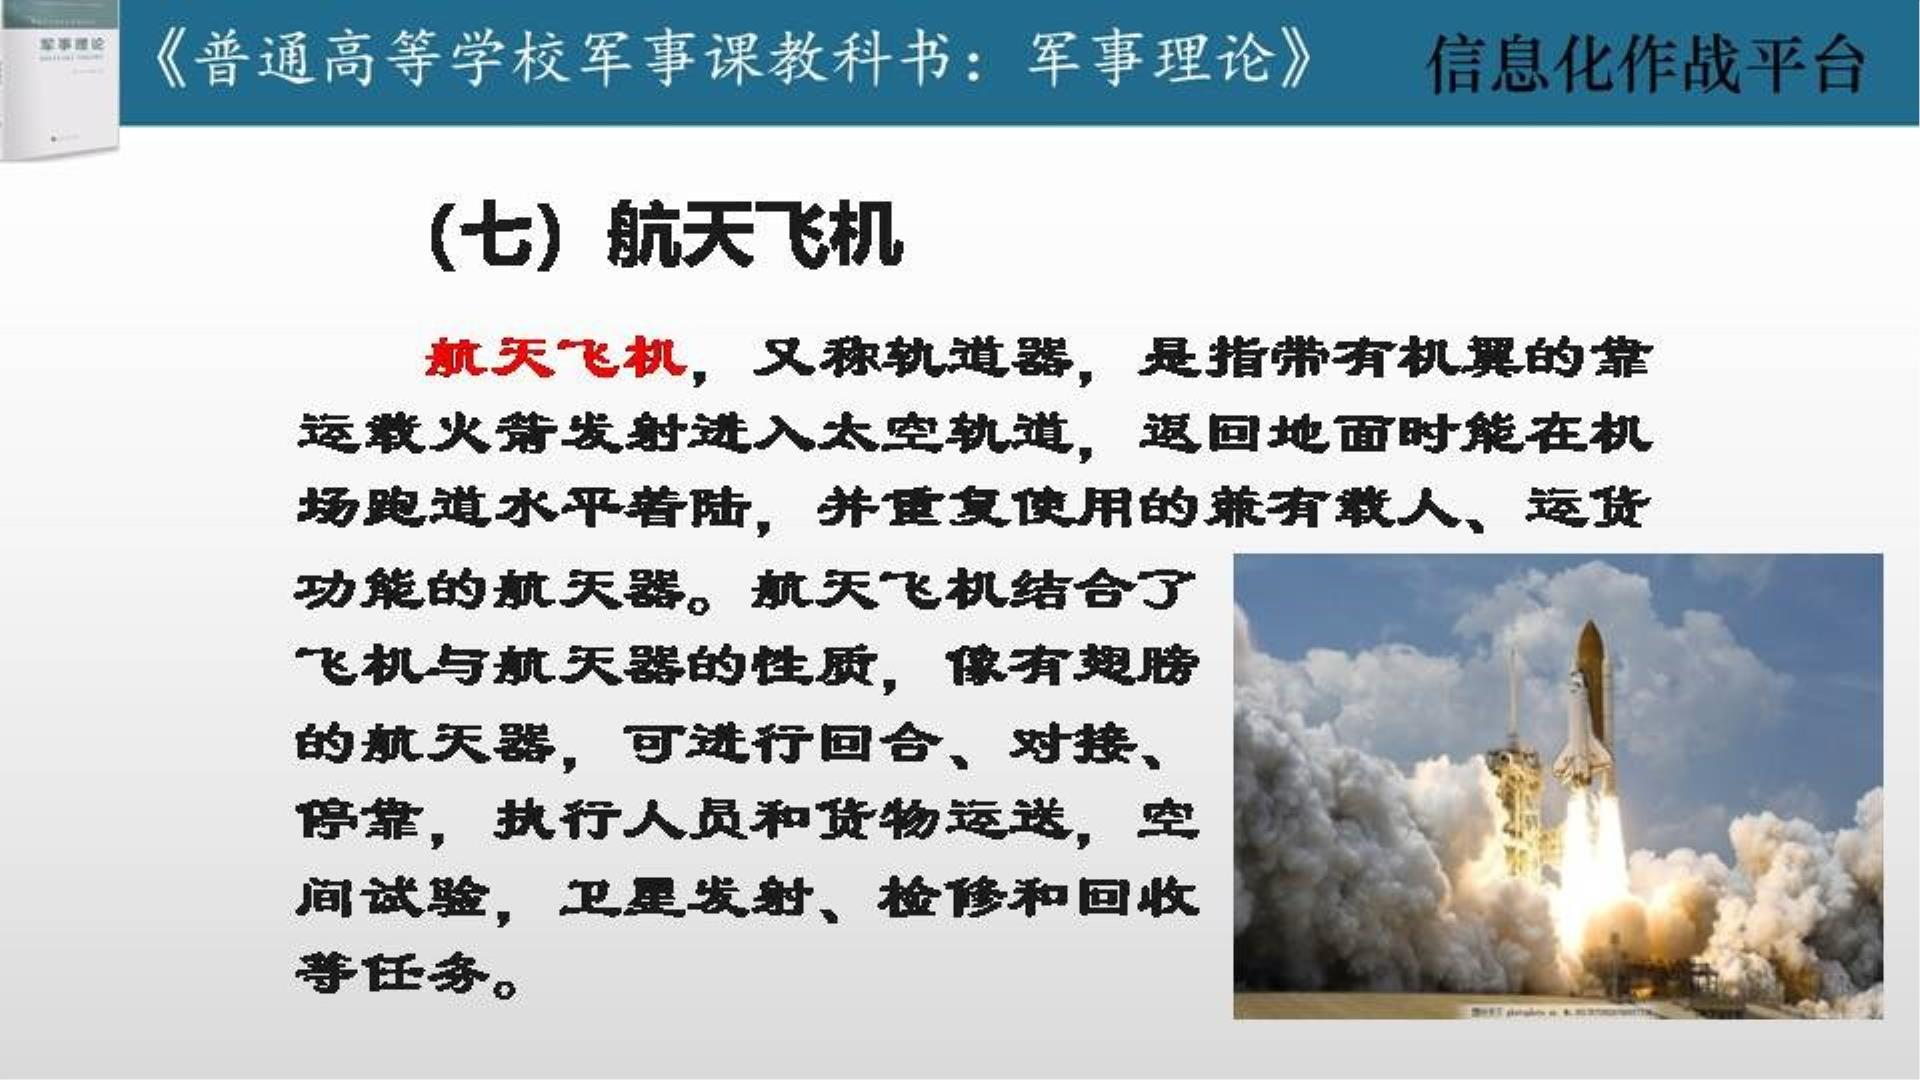 军事理论
《普通高等学校军事课教科书：军事理论》
信息化作战平台
（七）航天飞机
航天飞机，又称轨道器，是指带有机翼的靠
运载火箭发射进入太空轨道，返回地面时能在机
场跑道水平着陆，并重复使用的兼有载人、运货
功能的航天器。航天飞机结合了
飞机与航天器的性质，像有翅膀
的航天器，可进行回合、对接、
停靠，执行人员和货物运送，空
间试验，卫星发射、检修和回收
等任务。